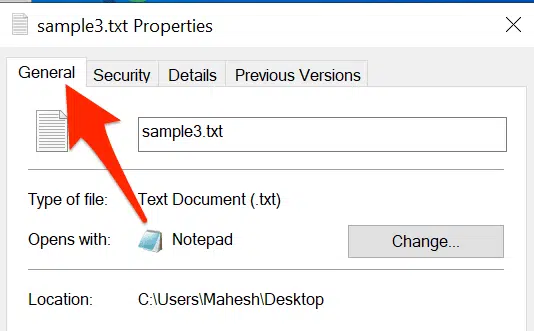 sample3.txt Properties
General Security Details Previous Versions
sample3.txt
Type of file: Text Document (.txt)
Opens with: Notepad Change...
Location: C:\Users\Mahesh\Desktop